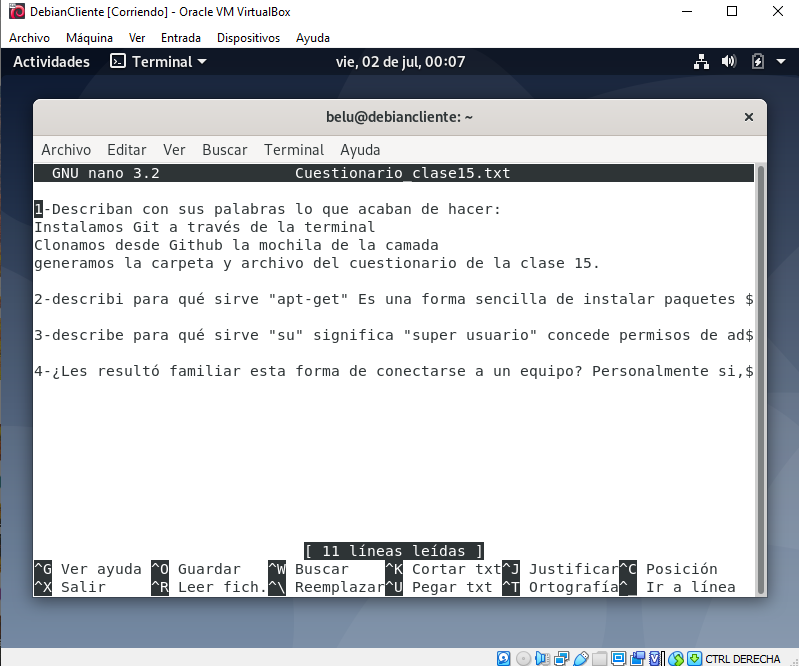 DebianCliente [Corriendo] - Oracle VM VirtualBox
Archivo Máquina Ver Entrada Dispositivos Ayuda
Actividades Terminal vie, 02 de jul, 00:07
belu@debiancliente: ~
Archivo Editar Ver Buscar Terminal Ayuda
GNU nano 3.2 Cuestionario_clase15.txt
1-Describan con sus palabras lo que acaban de hacer:
Instalamos Git a través de la terminal
Clonamos desde Github la mochila de la camada
generamos la carpeta y archivo del cuestionario de la clase 15.
2-describi para qué sirve "apt-get" Es una forma sencilla de instalar paquetes $
3-describe para qué sirve "su" significa "super usuario" concede permisos de ad$
4-¿Les resultó familiar esta forma de conectarse a un equipo? Personalmente si,$
[ 11 líneas leídas ]
^G Ver ayuda ^O Guardar ^W Buscar ^K Cortar txt ^J Justificar ^C Posición
^X Salir ^R Leer fich. ^\ Reemplazar ^U Pegar txt ^T Ortografía ^_ Ir a línea
CTRL DERECHA